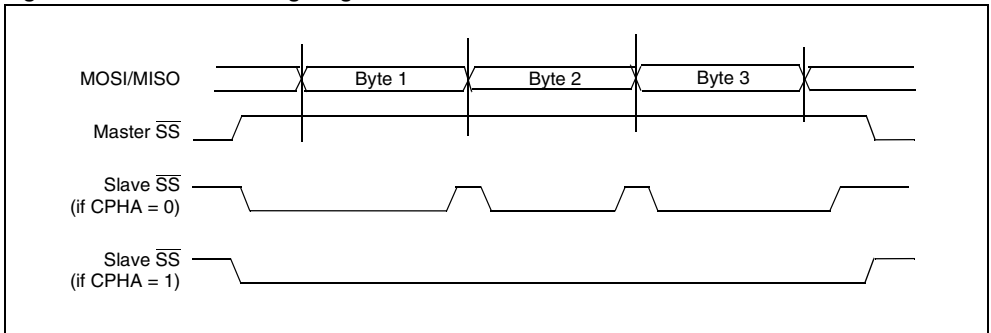 MOSI/MISO
Byte 1 Byte 2 Byte 3
Master SS
Slave SS
(if CPHA = 0)
Slave SS
(if CPHA = 1)